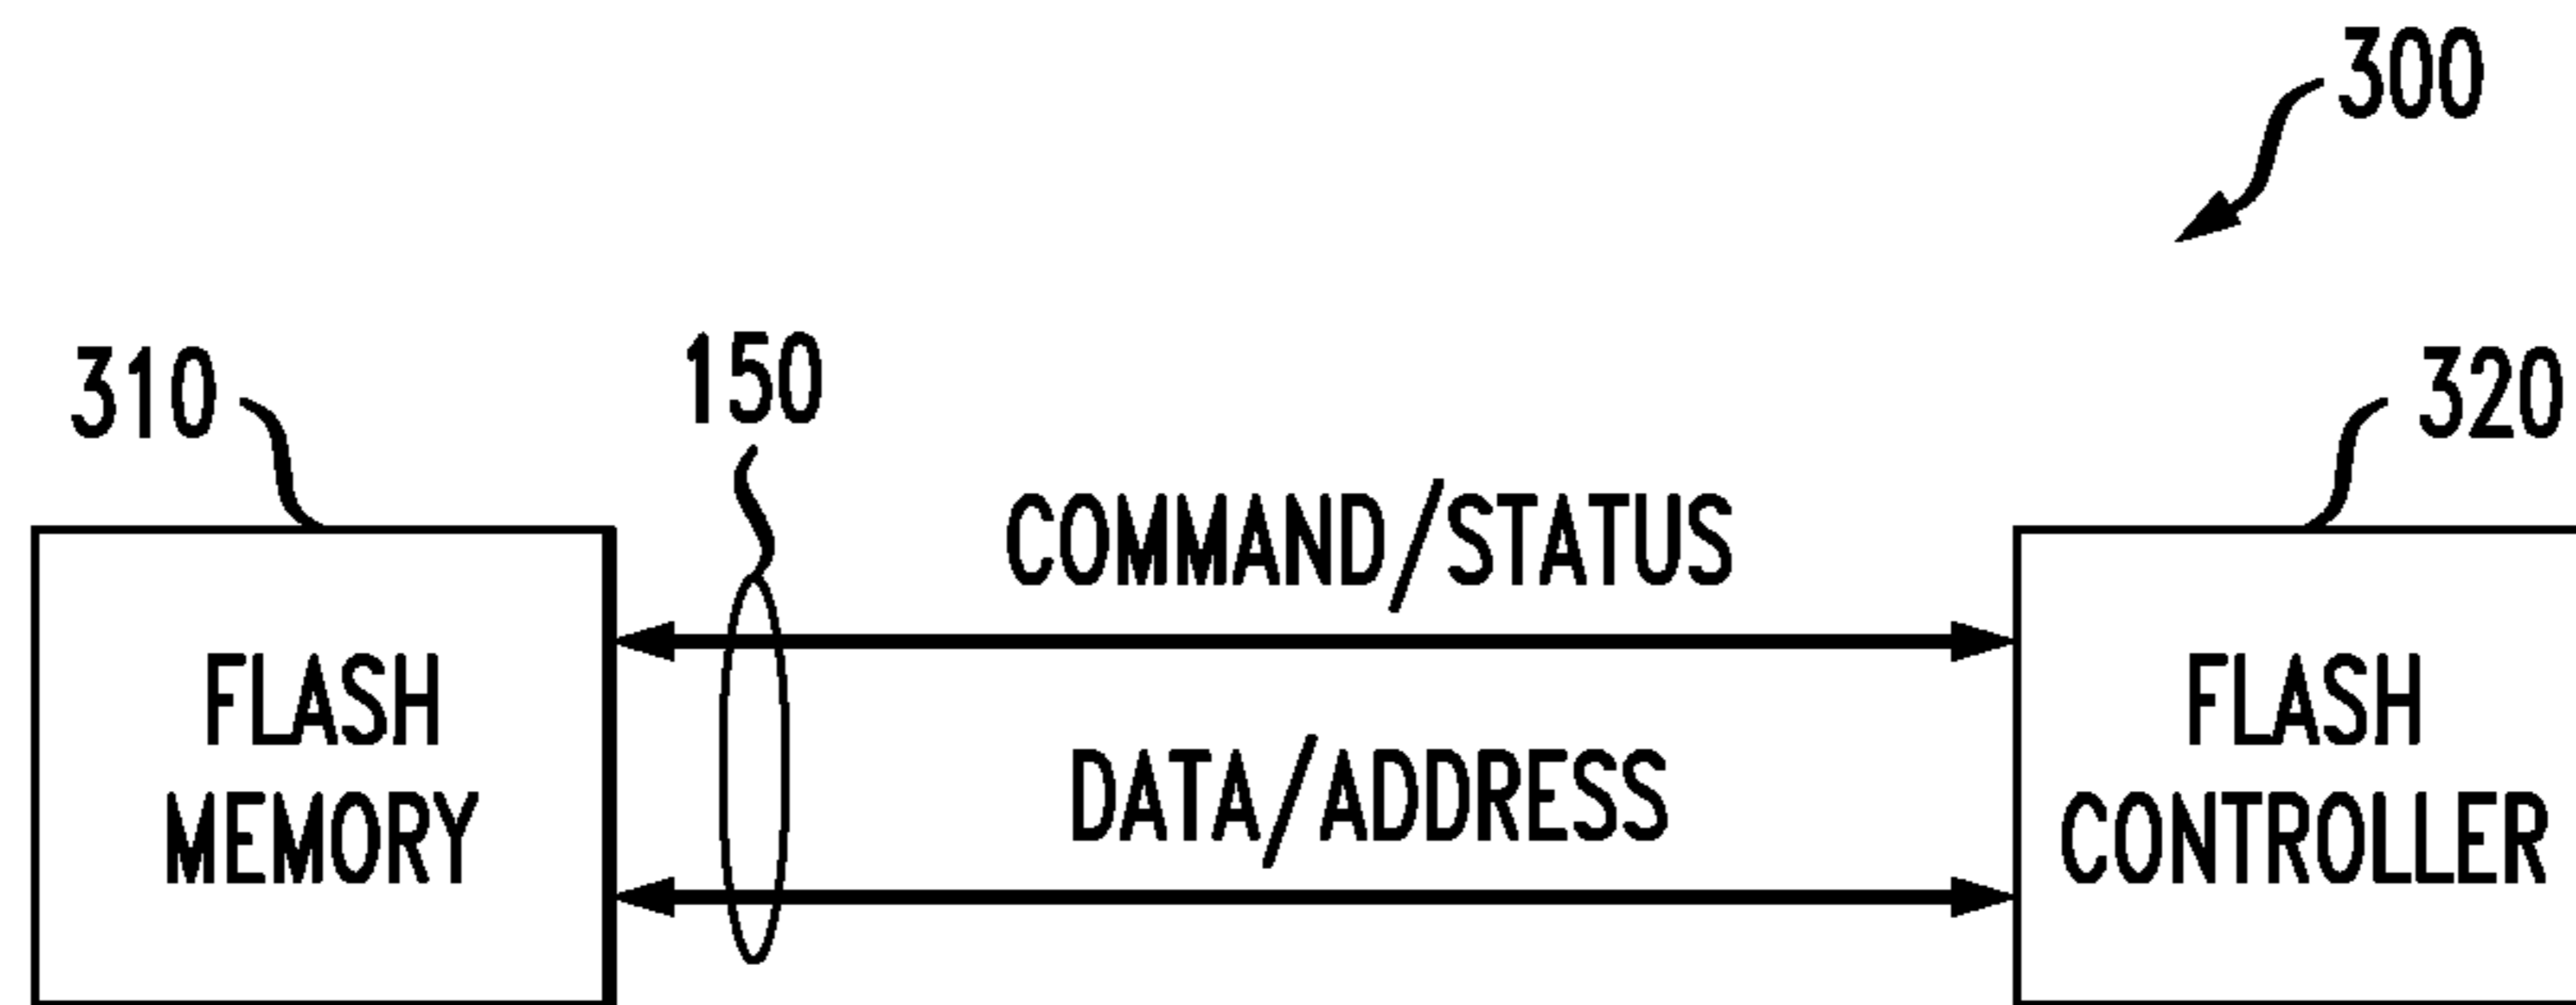 300
310
150
320
COMMAND/STATUS
FLASH
MEMORY
DATA/ADDRESS
FLASH
CONTROLLER